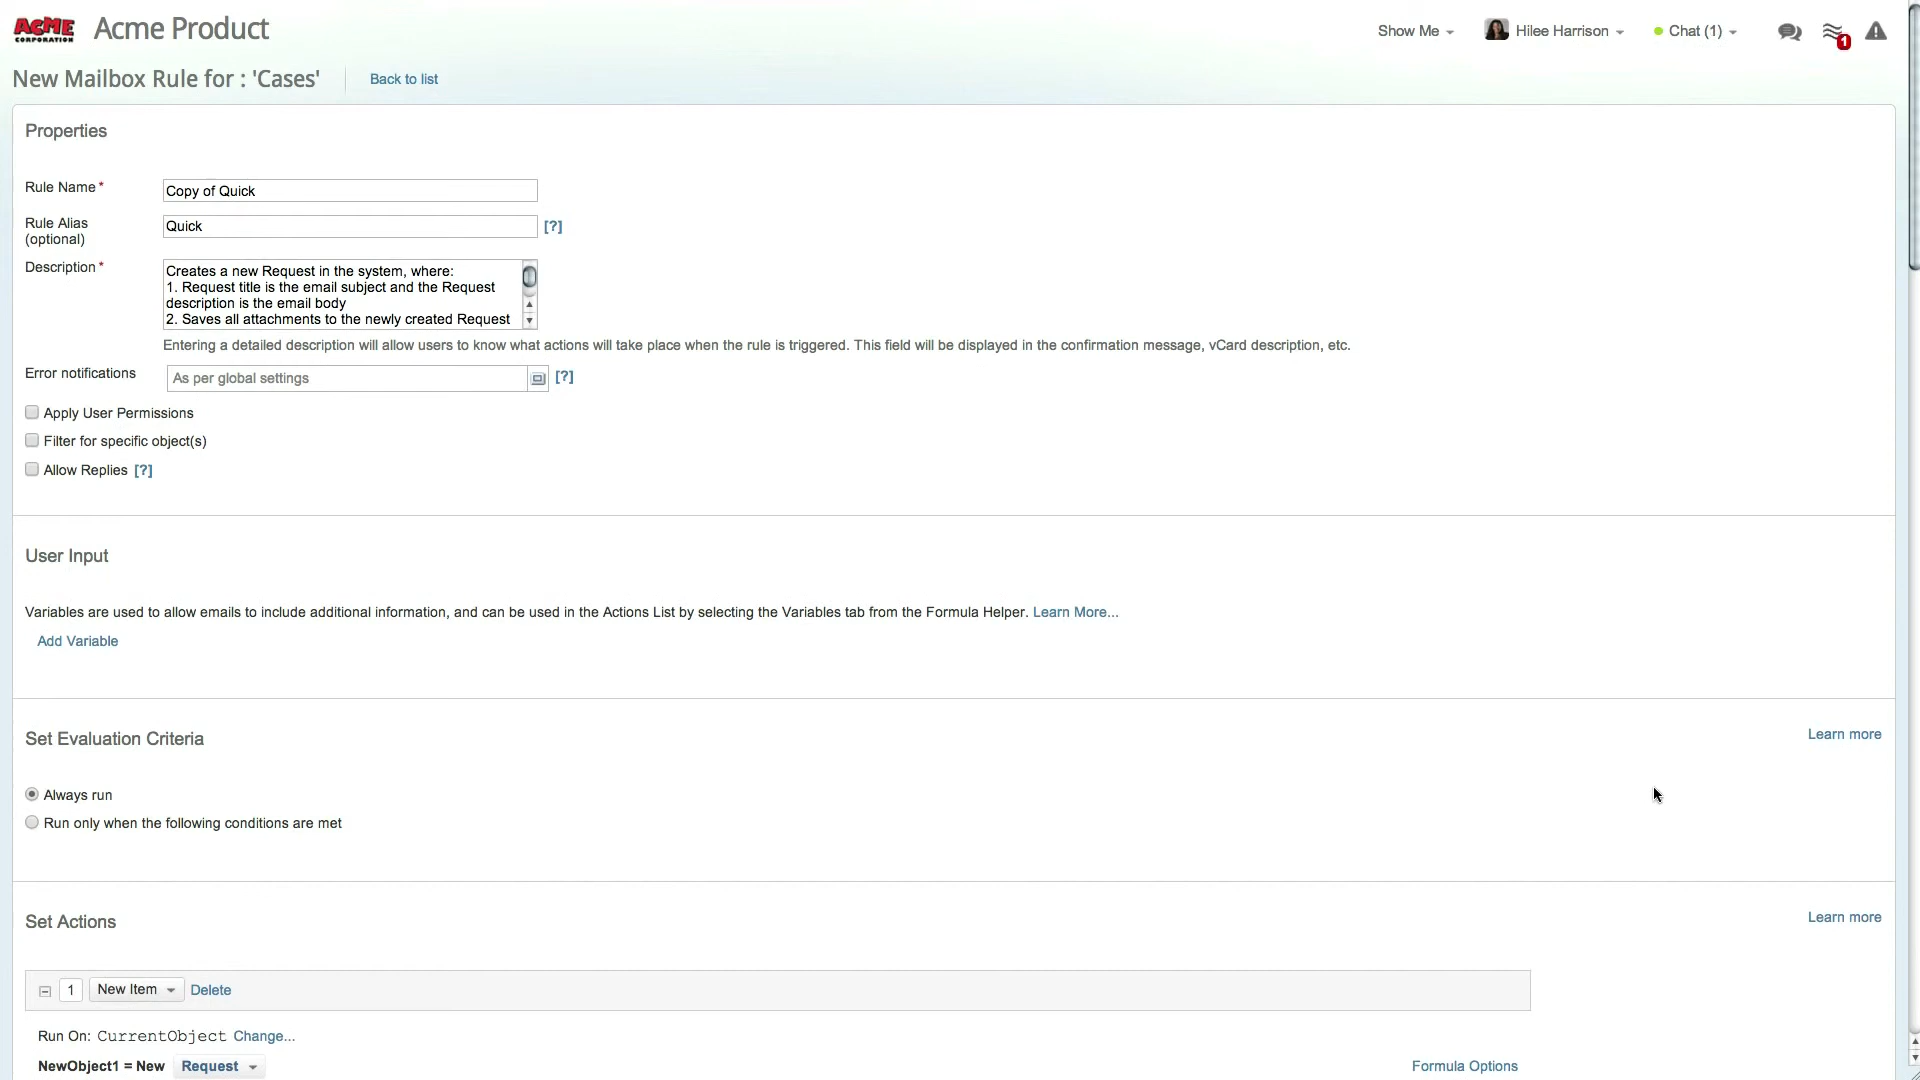 ACME
CORPORATION
Acme Product
Show Me
Hilee Harrison
Chat (1)
1
New Mailbox Rule for : 'Cases'
Back to list
Properties
Rule Name*
Copy of Quick
Rule Alias
(optional)
Quick
[?]
Description*
Creates a new Request in the system, where:
1. Request title is the email subject and the Request
description is the email body
2. Saves all attachments to the newly created Request
Entering a detailed description will allow users to know what actions will take place when the rule is triggered. This field will be displayed in the confirmation message, vCard description, etc.
Error notifications
As per global settings
[?]
Apply User Permissions
Filter for specific object(s)
Allow Replies [?]
User Input
Variables are used to allow emails to include additional information, and can be used in the Actions List by selecting the Variables tab from the Formula Helper. Learn More...
Add Variable
Set Evaluation Criteria
Learn more
Always run
Run only when the following conditions are met
Set Actions
Learn more
1 New Item Delete
Run On: CurrentObject Change...
NewObject1 = New Request
Formula Options